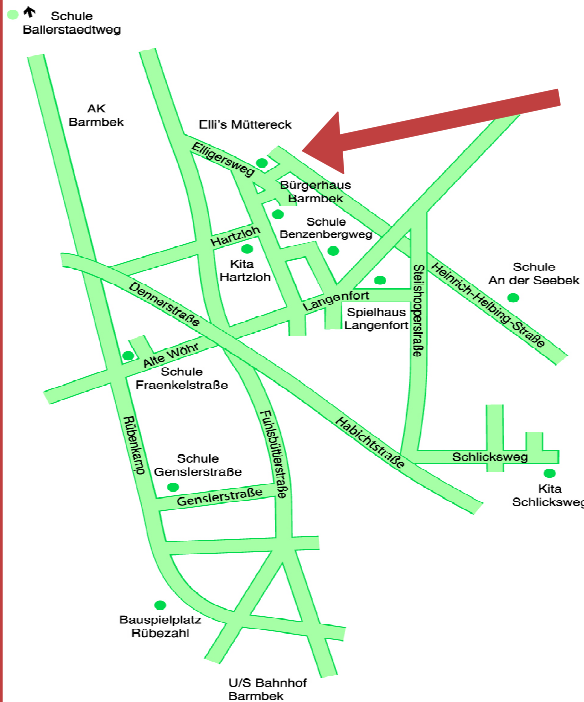 Schule
Ballerstaedtweg
AK
Barmbek
Elli's Müttereck
Elligersweg
Bürgerhaus
Barmbek
Schule
Benzenbergweg
Hartzloh
Kita
Hartzloh
Schule
An der Seebek
Heinrich-Helbing-Straße
Steilshooperstraße
Dennerstraße
Langenfort
Spielhaus
Langenfort
Alte Wöhr
Schule
Fraenkelstraße
Rübenkamp
Fuhlsbüttlerstraße
Habichtstraße
Schlicksweg
Kita
Schlicksweg
Schule
Genslerstraße
Genslerstraße
Bauspielplatz
Rübezahl
U/S Bahnhof
Barmbek